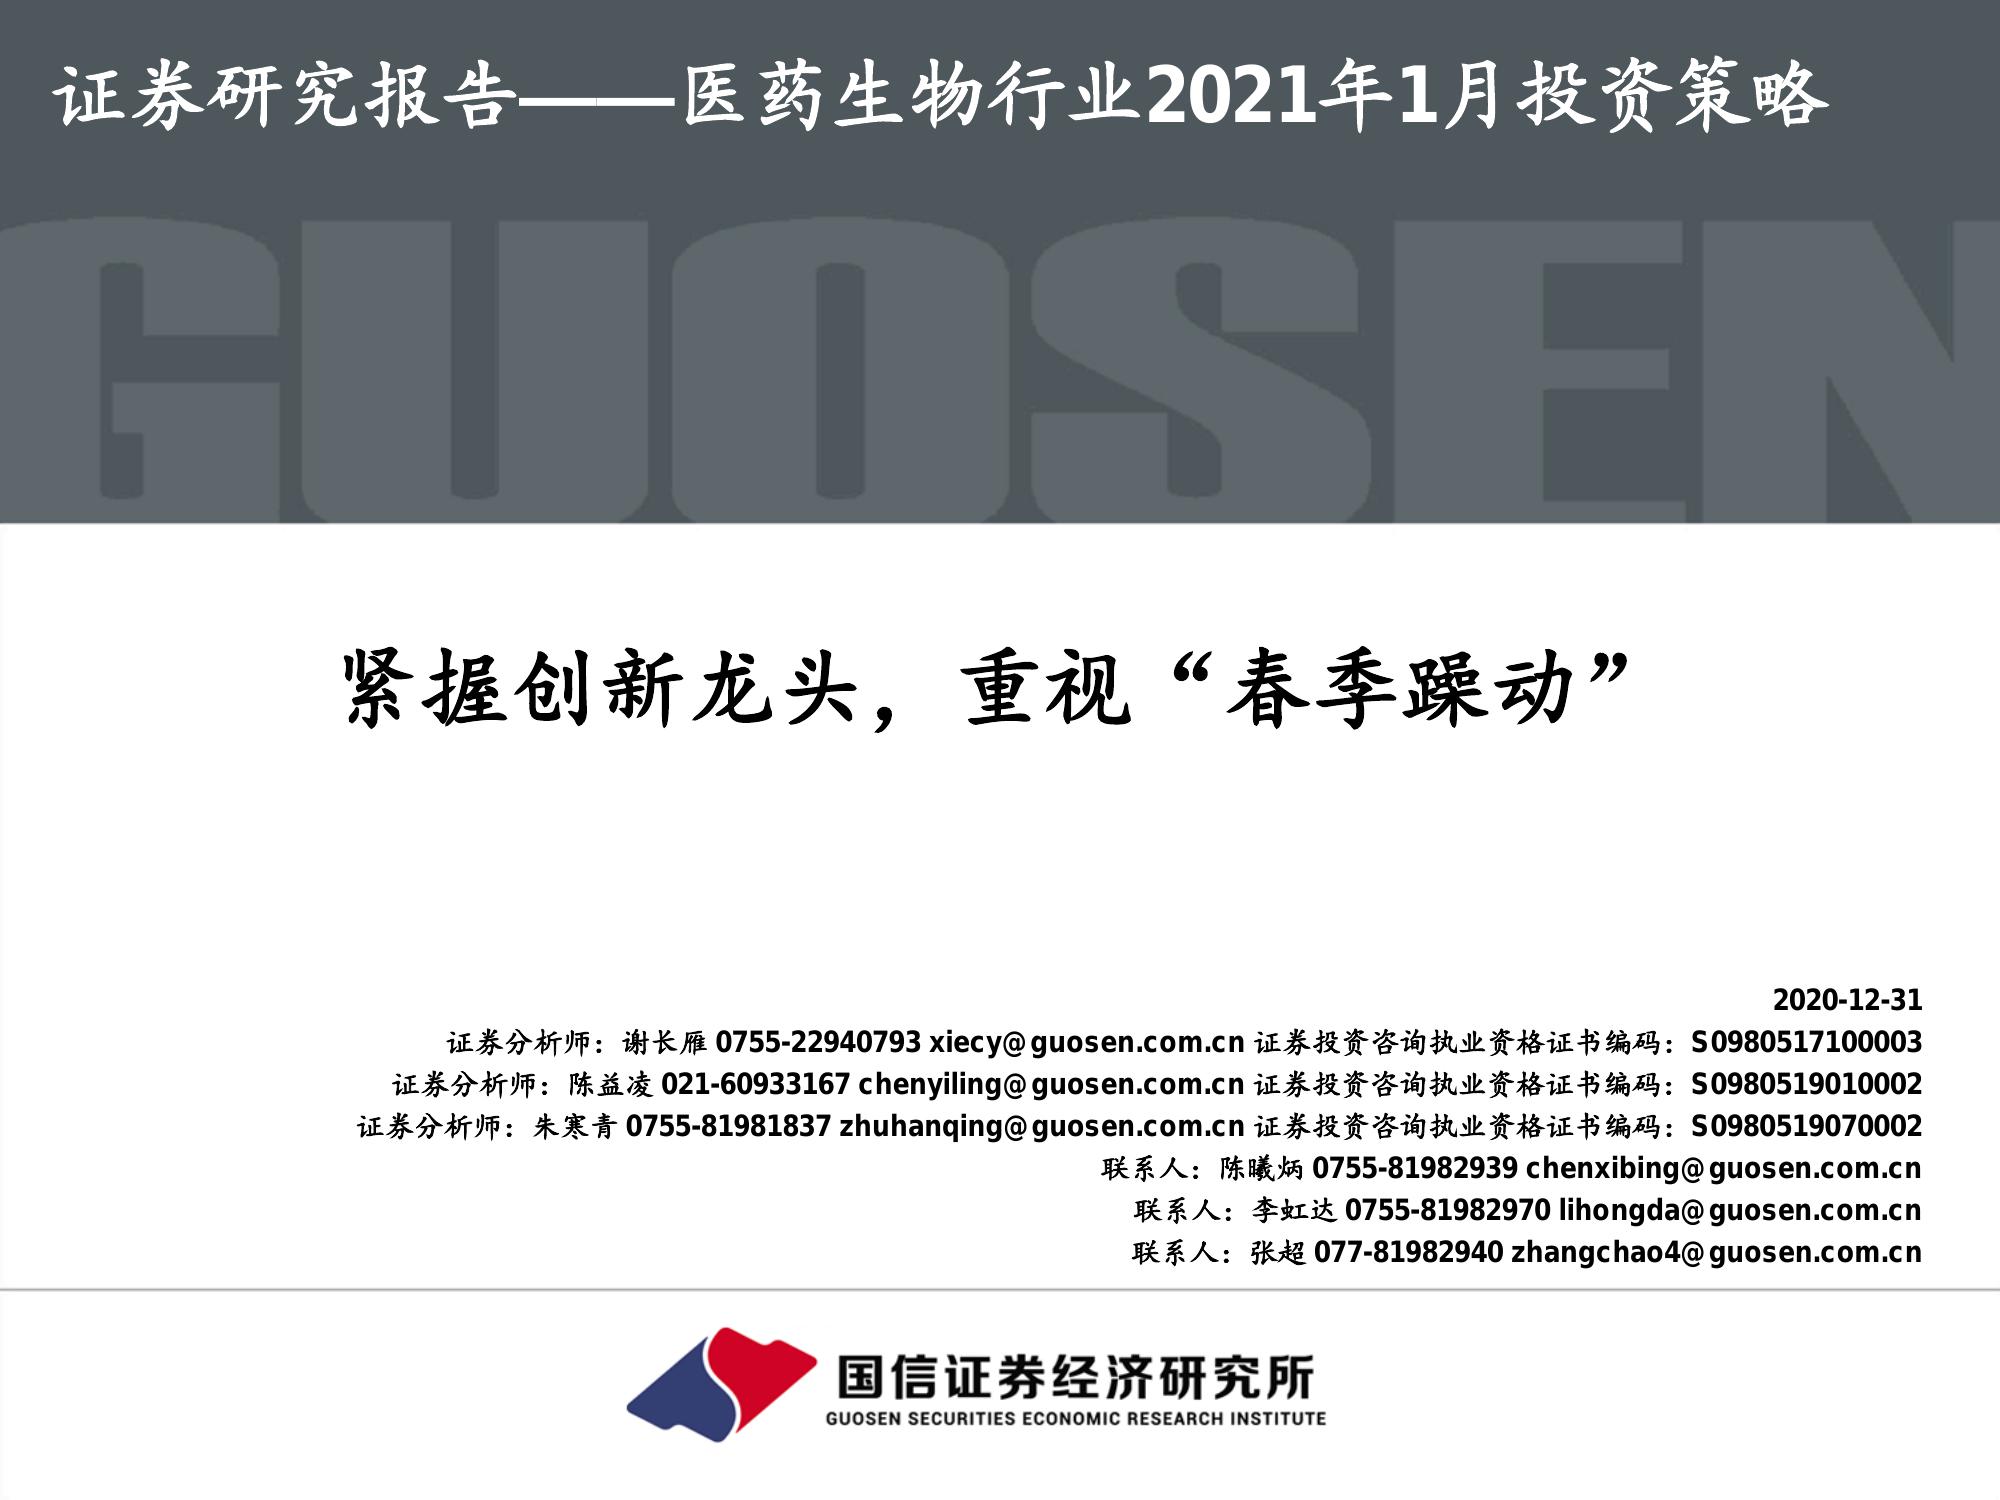 证券研究报告——医药生物行业2021年1月投资策略
GUOSEN
紧握创新龙头，重视“春季躁动”
2020-12-31
证券分析师：谢长雁 0755-22940793 xiecy@guosen.com.cn 证券投资咨询执业资格证书编码：S0980517100003
证券分析师：陈益凌 021-60933167 chenyiling@guosen.com.cn 证券投资咨询执业资格证书编码：S0980519010002
证券分析师：朱寒青 0755-81981837 zhuhanqing@guosen.com.cn 证券投资咨询执业资格证书编码：S0980519070002
联系人：陈曦炳 0755-81982939 chenxibing@guosen.com.cn
联系人：李虹达 0755-81982970 lihongda@guosen.com.cn
联系人：张超 077-81982940 zhangchao4@guosen.com.cn
国信证券经济研究所
GUOSEN SECURITIES ECONOMIC RESEARCH INSTITUTE